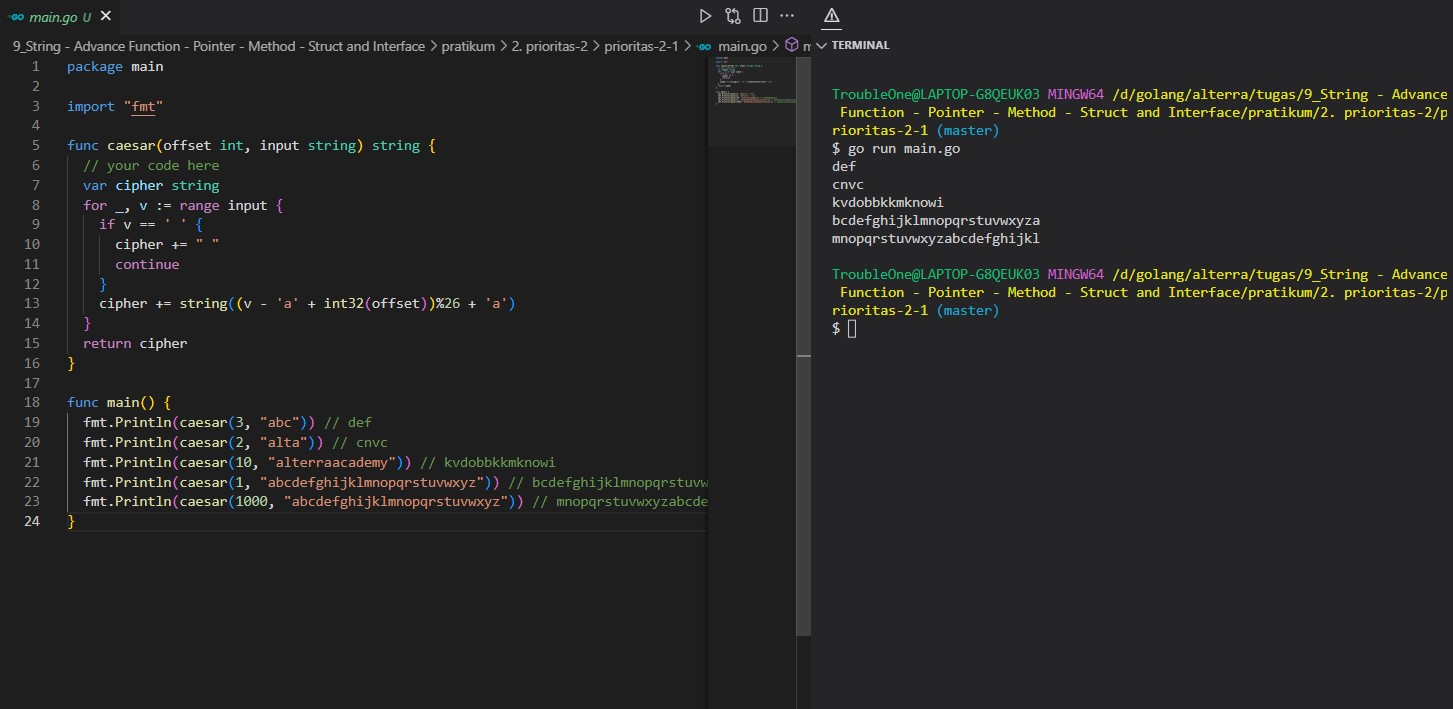 main.go U
9_String - Advance Function - Pointer - Method - Struct and Interface > pratikum > 2. prioritas-2 > prioritas-2-1 > main.go >
1 package main
2
3 import "fmt"
4
5 func caesar(offset int, input string) string {
6 // your code here
7 var cipher string
8 for _, v := range input {
9 if v == ' ' {
10 cipher += " "
11 continue
12 }
13 cipher += string((v - 'a' + int32(offset))%26 + 'a')
14 }
15 return cipher
16 }
17
18 func main() {
19 fmt.Println(caesar(3, "abc")) // def
20 fmt.Println(caesar(2, "alta")) // cnvc
21 fmt.Println(caesar(10, "alterraacademy")) // kvdobbkkmknowi
22 fmt.Println(caesar(1, "abcdefghijklmnopqrstuvwxyz")) // bcdefghijklmnopqrstuvw
23 fmt.Println(caesar(1000, "abcdefghijklmnopqrstuvwxyz")) // mnopqrstuvwxyzabcde
24 }
TERMINAL
TroubleOne@LAPTOP-G8QEUK03 MINGW64 /d/golang/alterra/tugas/9_String - Advance
Function - Pointer - Method - Struct and Interface/pratikum/2. prioritas-2/p
rioritas-2-1 (master)
$ go run main.go
def
cnvc
kvdobbkkmknowi
bcdefghijklmnopqrstuvwxyza
mnopqrstuvwxyzabcdefghijkl
TroubleOne@LAPTOP-G8QEUK03 MINGW64 /d/golang/alterra/tugas/9_String - Advance
Function - Pointer - Method - Struct and Interface/pratikum/2. prioritas-2/p
rioritas-2-1 (master)
$